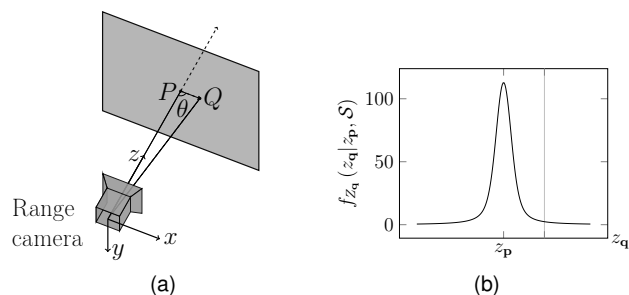 P
Q
θ
z
Range
camera
x
y
(a)
f_{Z_q} (z_q|z_p, S)
100
50
0
z_p
z_q
(b)